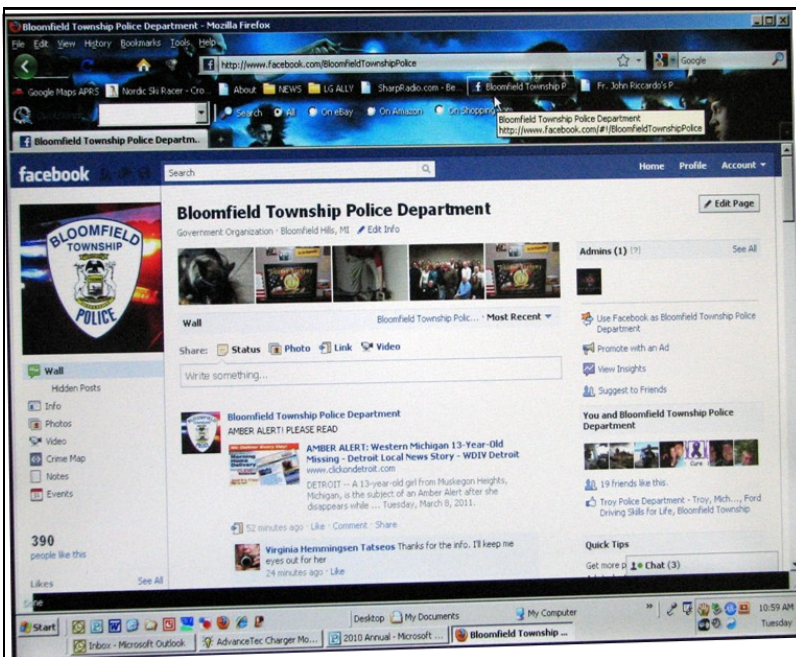 Bloomfield Township Police Department - Mozilla Firefox
File Edit View History Bookmarks Tools Help
http://www.facebook.com/BloomfieldTownshipPolice
Google
Google Maps APRS Nordic Ski Racer - Cro... About NEWS LG ALLY SharpRadio.com - Be... Bloomfield Township P... Fr. John Riccardo's P...
Search All On eBay On Amazon On Shopping
Bloomfield Township Police Department
http://www.facebook.com/#!/BloomfieldTownshipPolice
Bloomfield Township Police Departm..
facebook
Search
Home Profile Account
BLOOMFIELD
TOWNSHIP
POLICE
Wall
Hidden Posts
Info
Photos
Video
Crime Map
Notes
Events
390
people like this
Likes See All
Bloomfield Township Police Department
Government Organization · Bloomfield Hills, MI Edit Info
Wall Bloomfield Township Polic... · Most Recent
Share: Status Photo Link Video
Write something...
Bloomfield Township Police Department
AMBER ALERT! PLEASE READ
AMBER ALERT: Western Michigan 13-Year-Old
Missing - Detroit Local News Story - WDIV Detroit
www.clickondetroit.com
DETROIT -- A 13-year-old girl from Muskegon Heights,
Michigan, is the subject of an Amber Alert after she
disappears while ... Tuesday, March 8, 2011.
52 minutes ago · Like · Comment · Share
Virginia Hemmingsen Tatseos Thanks for the info. I'll keep me
eyes out for her
24 minutes ago · Like
Edit Page
Admins (1) [?] See All
Use Facebook as Bloomfield Township Police
Department
Promote with an Ad
View Insights
Suggest to Friends
You and Bloomfield Township Police
Department
Cure
19 friends like this.
Troy Police Department - Troy, Mich..., Ford
Driving Skills for Life, Bloomfield Township
Quick Tips
Get more p
Chat (3)
Start Desktop My Documents My Computer » 10:59 AM
Inbox - Microsoft Outlook AdvanceTec Charger Mo... 2010 Annual - Microsoft ... Bloomfield Township ... Tuesday